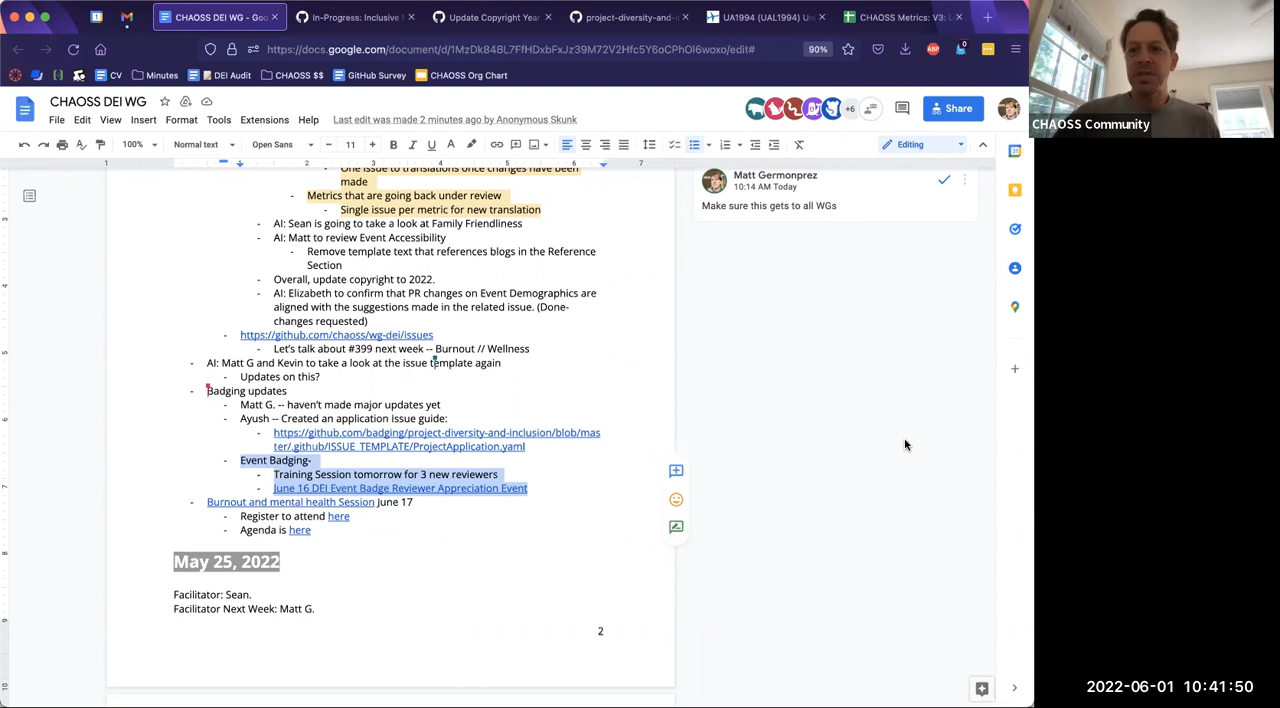 CHAOSS DEI WG - Goo
In-Progress: Inclusive
Update Copyright Yea
project-diversity-and-
UA1994 (UAL1994) Un
CHAOSS Metrics: V3: L
https://docs.google.com/document/d/1MzDk84BL7FfHDxbFxJz39M72V2Hfc5Y6aCPhOl6woxo/edit#
90%
CV
Minutes
DEI Audit
CHAOSS $$
GitHub Survey
CHAOSS Org Chart
CHAOSS DEI WG
File Edit View Insert Format Tools Extensions Help
Last edit was made 2 minutes ago by Anonymous Skunk
+6
Share
100%
Normal text
Open Sans
11
Editing
One issue to translations once changes have been
made
- Metrics that are going back under review
- Single issue per metric for new translation
- AI: Sean is going to take a look at Family Friendliness
- AI: Matt to review Event Accessibility
- Remove template text that references blogs in the Reference
Section
- Overall, update copyright to 2022.
- AI: Elizabeth to confirm that PR changes on Event Demographics are
aligned with the suggestions made in the related issue. (Done-
changes requested)
- https://github.com/chaoss/wg-dei/issues
- Let's talk about #399 next week -- Burnout // Wellness
- AI: Matt G and Kevin to take a look at the issue template again
- Updates on this?
- Badging updates
- Matt G. -- haven't made major updates yet
- Ayush -- Created an application issue guide:
- https://github.com/badging/project-diversity-and-inclusion/blob/mas
ter/.github/ISSUE_TEMPLATE/ProjectApplication.yaml
- Event Badging-
- Training Session tomorrow for 3 new reviewers
- June 16 DEI Event Badge Reviewer Appreciation Event
- Burnout and mental health Session June 17
- Register to attend here
- Agenda is here
May 25, 2022
Facilitator: Sean.
Facilitator Next Week: Matt G.
2
Matt Germonprez
10:14 AM Today
Make sure this gets to all WGs
CHAOSS Community
2022-06-01 10:41:50